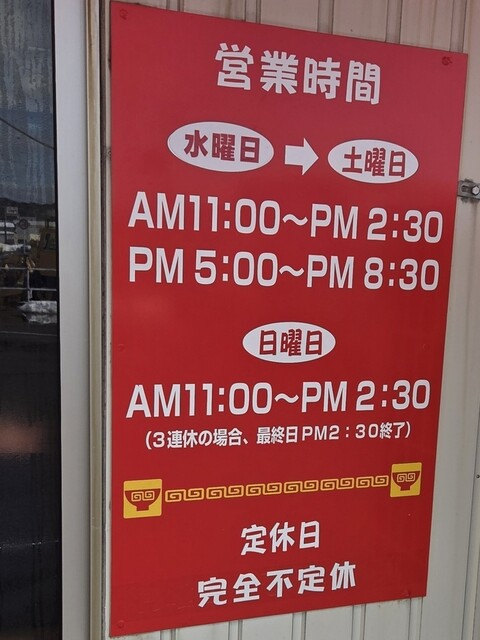 営業時間
水曜日 ➡ 土曜日
AM11:00〜PM 2:30
PM 5:00〜PM 8:30
日曜日
AM11:00〜PM 2:30
(3連休の場合、最終日PM2:30終了)
定休日
完全不定休